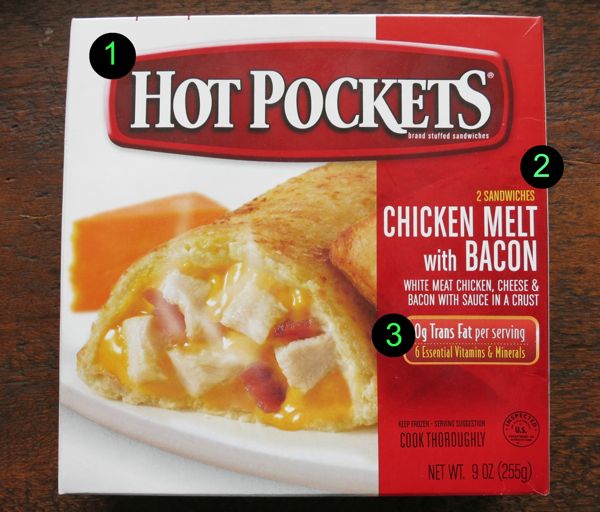 1
HOT POCKETS®
brand stuffed sandwiches
2
2 SANDWICHES
CHICKEN MELT
with BACON
WHITE MEAT CHICKEN, CHEESE &
BACON WITH SAUCE IN A CRUST
3
0g Trans Fat per serving
6 Essential Vitamins & Minerals
KEEP FROZEN • SERVING SUGGESTION
COOK THOROUGHLY
INSPECTED
U.S.
NET WT. 9 OZ (255g)